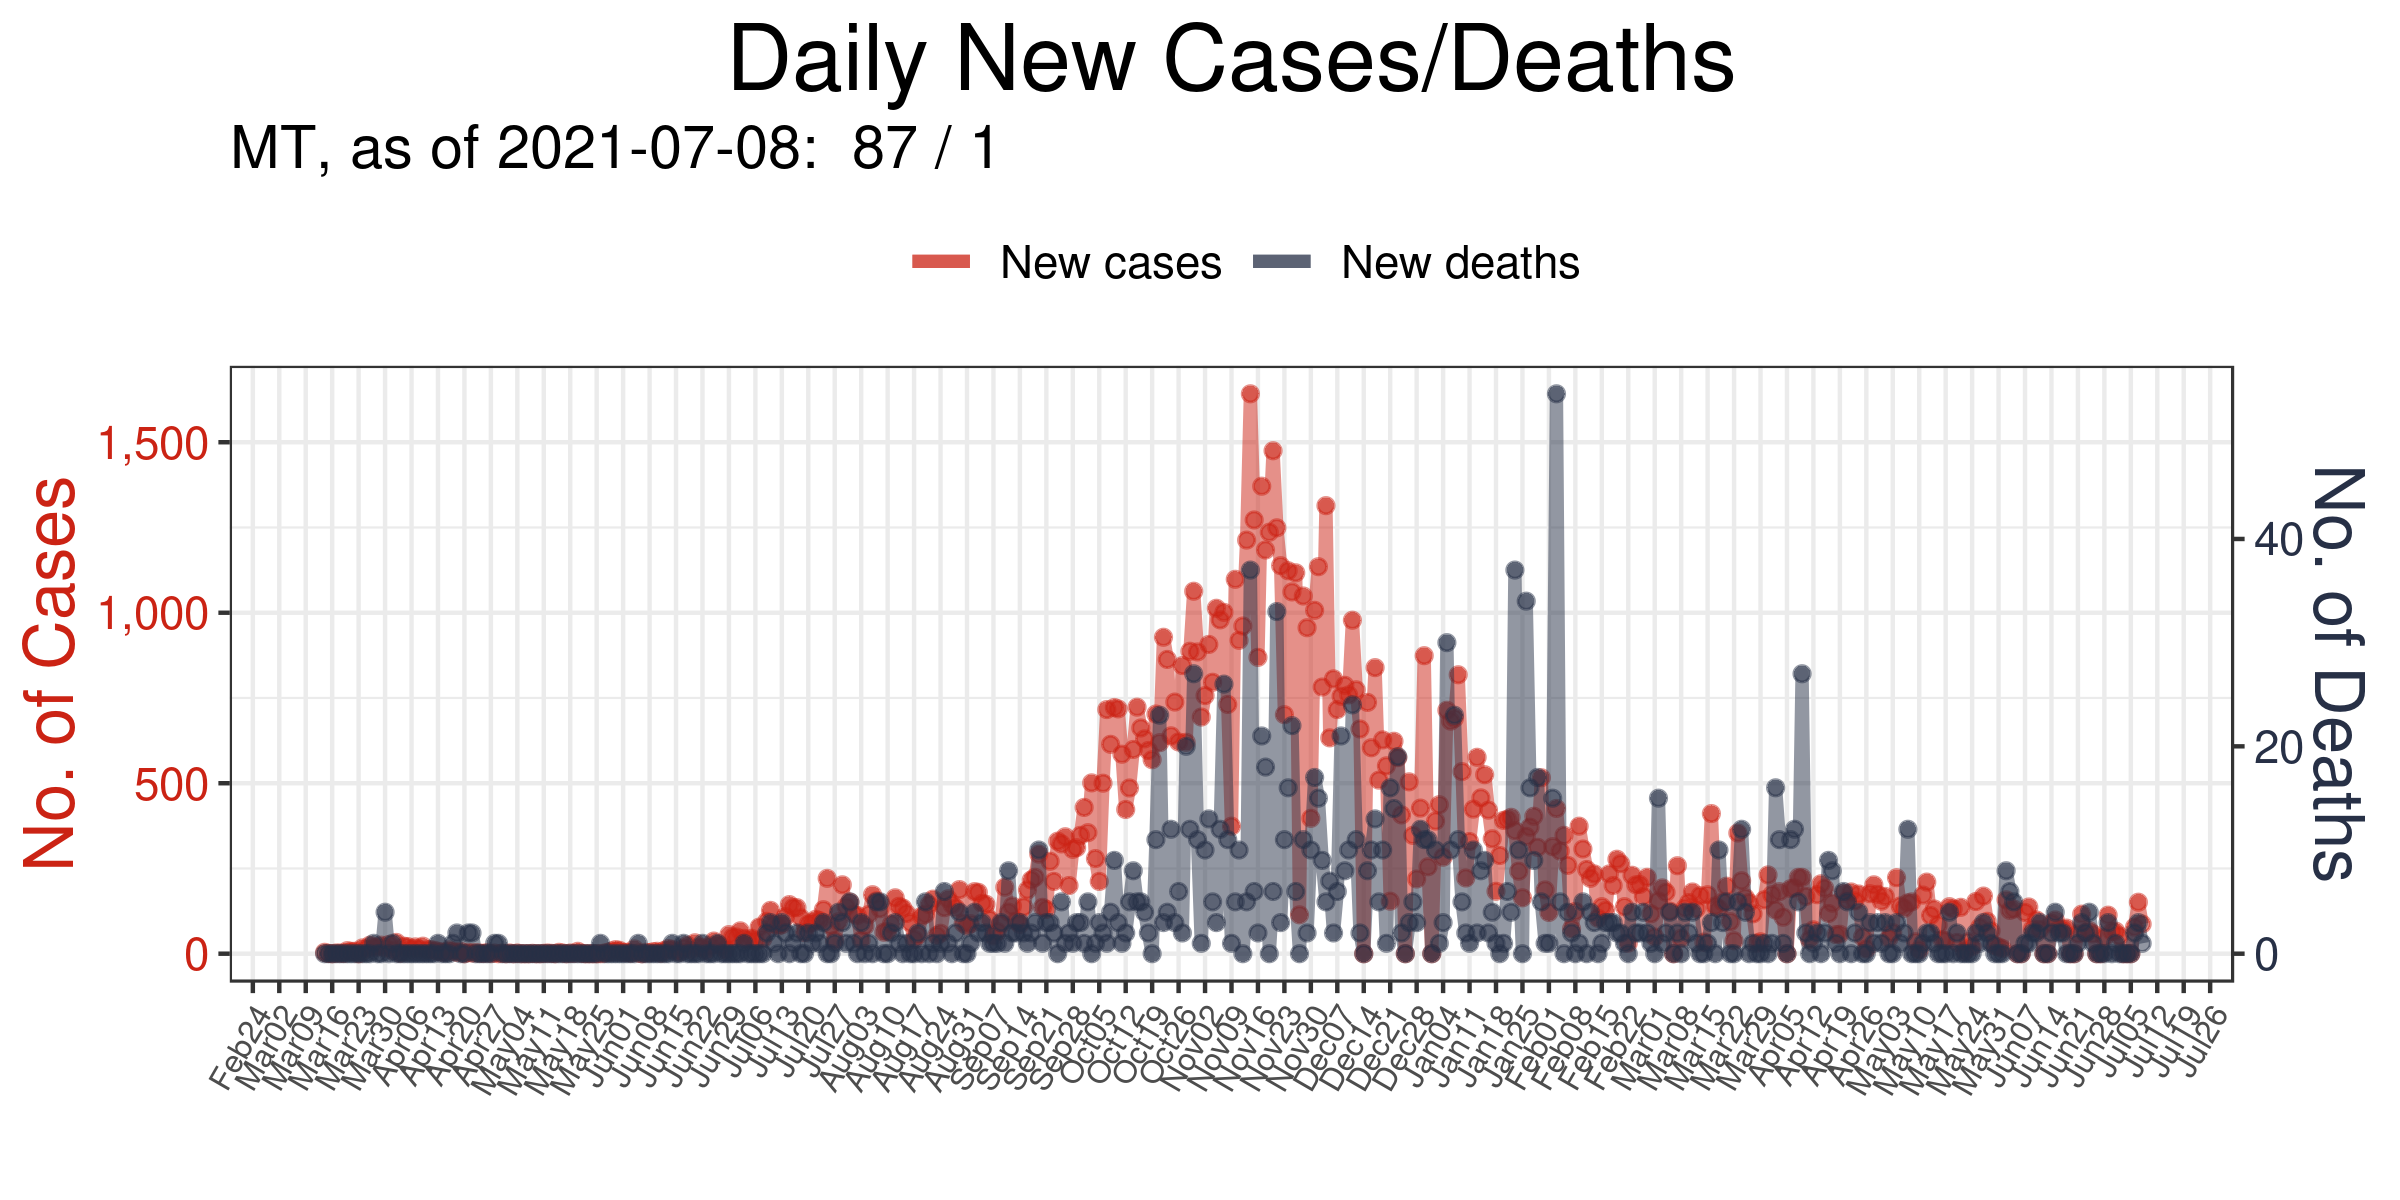 Daily New Cases/Deaths
MT, as of 2021-07-08:  87 / 1
New cases New deaths
No. of Cases
1,500
1,000
500
0
No. of Deaths
40
20
0
Feb24 Mar02 Mar09 Mar16 Mar23 Mar30 Apr06 Apr13 Apr20 Apr27 May04 May11 May18 May25 Jun01 Jun08 Jun15 Jun22 Jun29 Jul06 Jul13 Jul20 Jul27 Aug03 Aug10 Aug17 Aug24 Aug31 Sep07 Sep14 Sep21 Sep28 Oct05 Oct12 Oct19 Oct26 Nov02 Nov09 Nov16 Nov23 Nov30 Dec07 Dec14 Dec21 Dec28 Jan04 Jan11 Jan18 Jan25 Feb01 Feb08 Feb15 Feb22 Mar01 Mar08 Mar15 Mar22 Mar29 Apr05 Apr12 Apr19 Apr26 May03 May10 May17 May24 May31 Jun07 Jun14 Jun21 Jun28 Jul05 Jul12 Jul19 Jul26